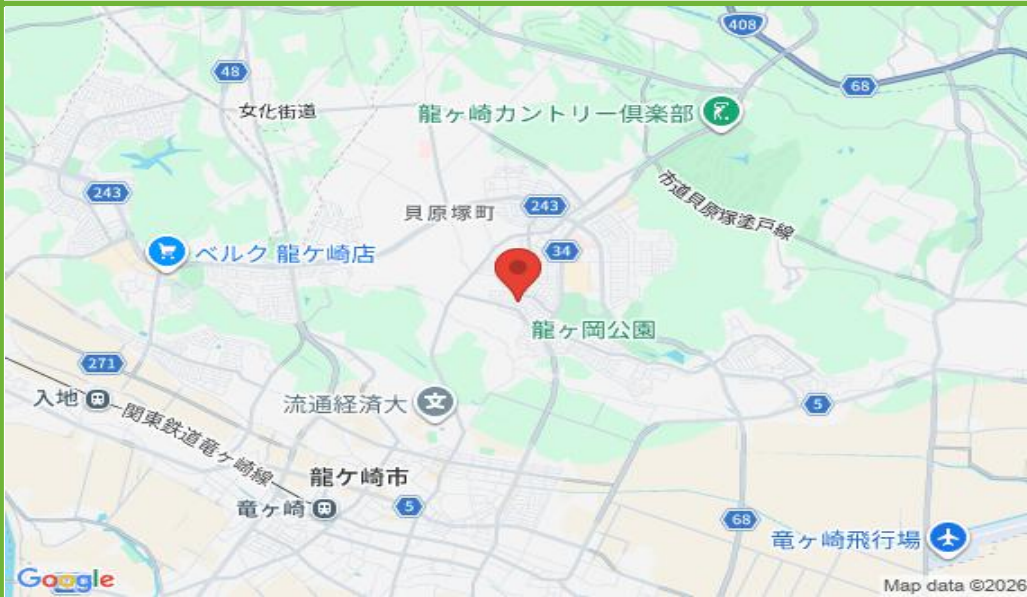 408
48
68
女化街道
龍ヶ崎カントリー倶楽部
市道貝原塚塗戸線
243
貝原塚町
243
34
ベルク 龍ケ崎店
龍ヶ岡公園
271
入地
流通経済大
5
関東鉄道竜ヶ崎線
龍ケ崎市
竜ヶ崎
5
68
竜ヶ崎飛行場
Google
Map data ©2026